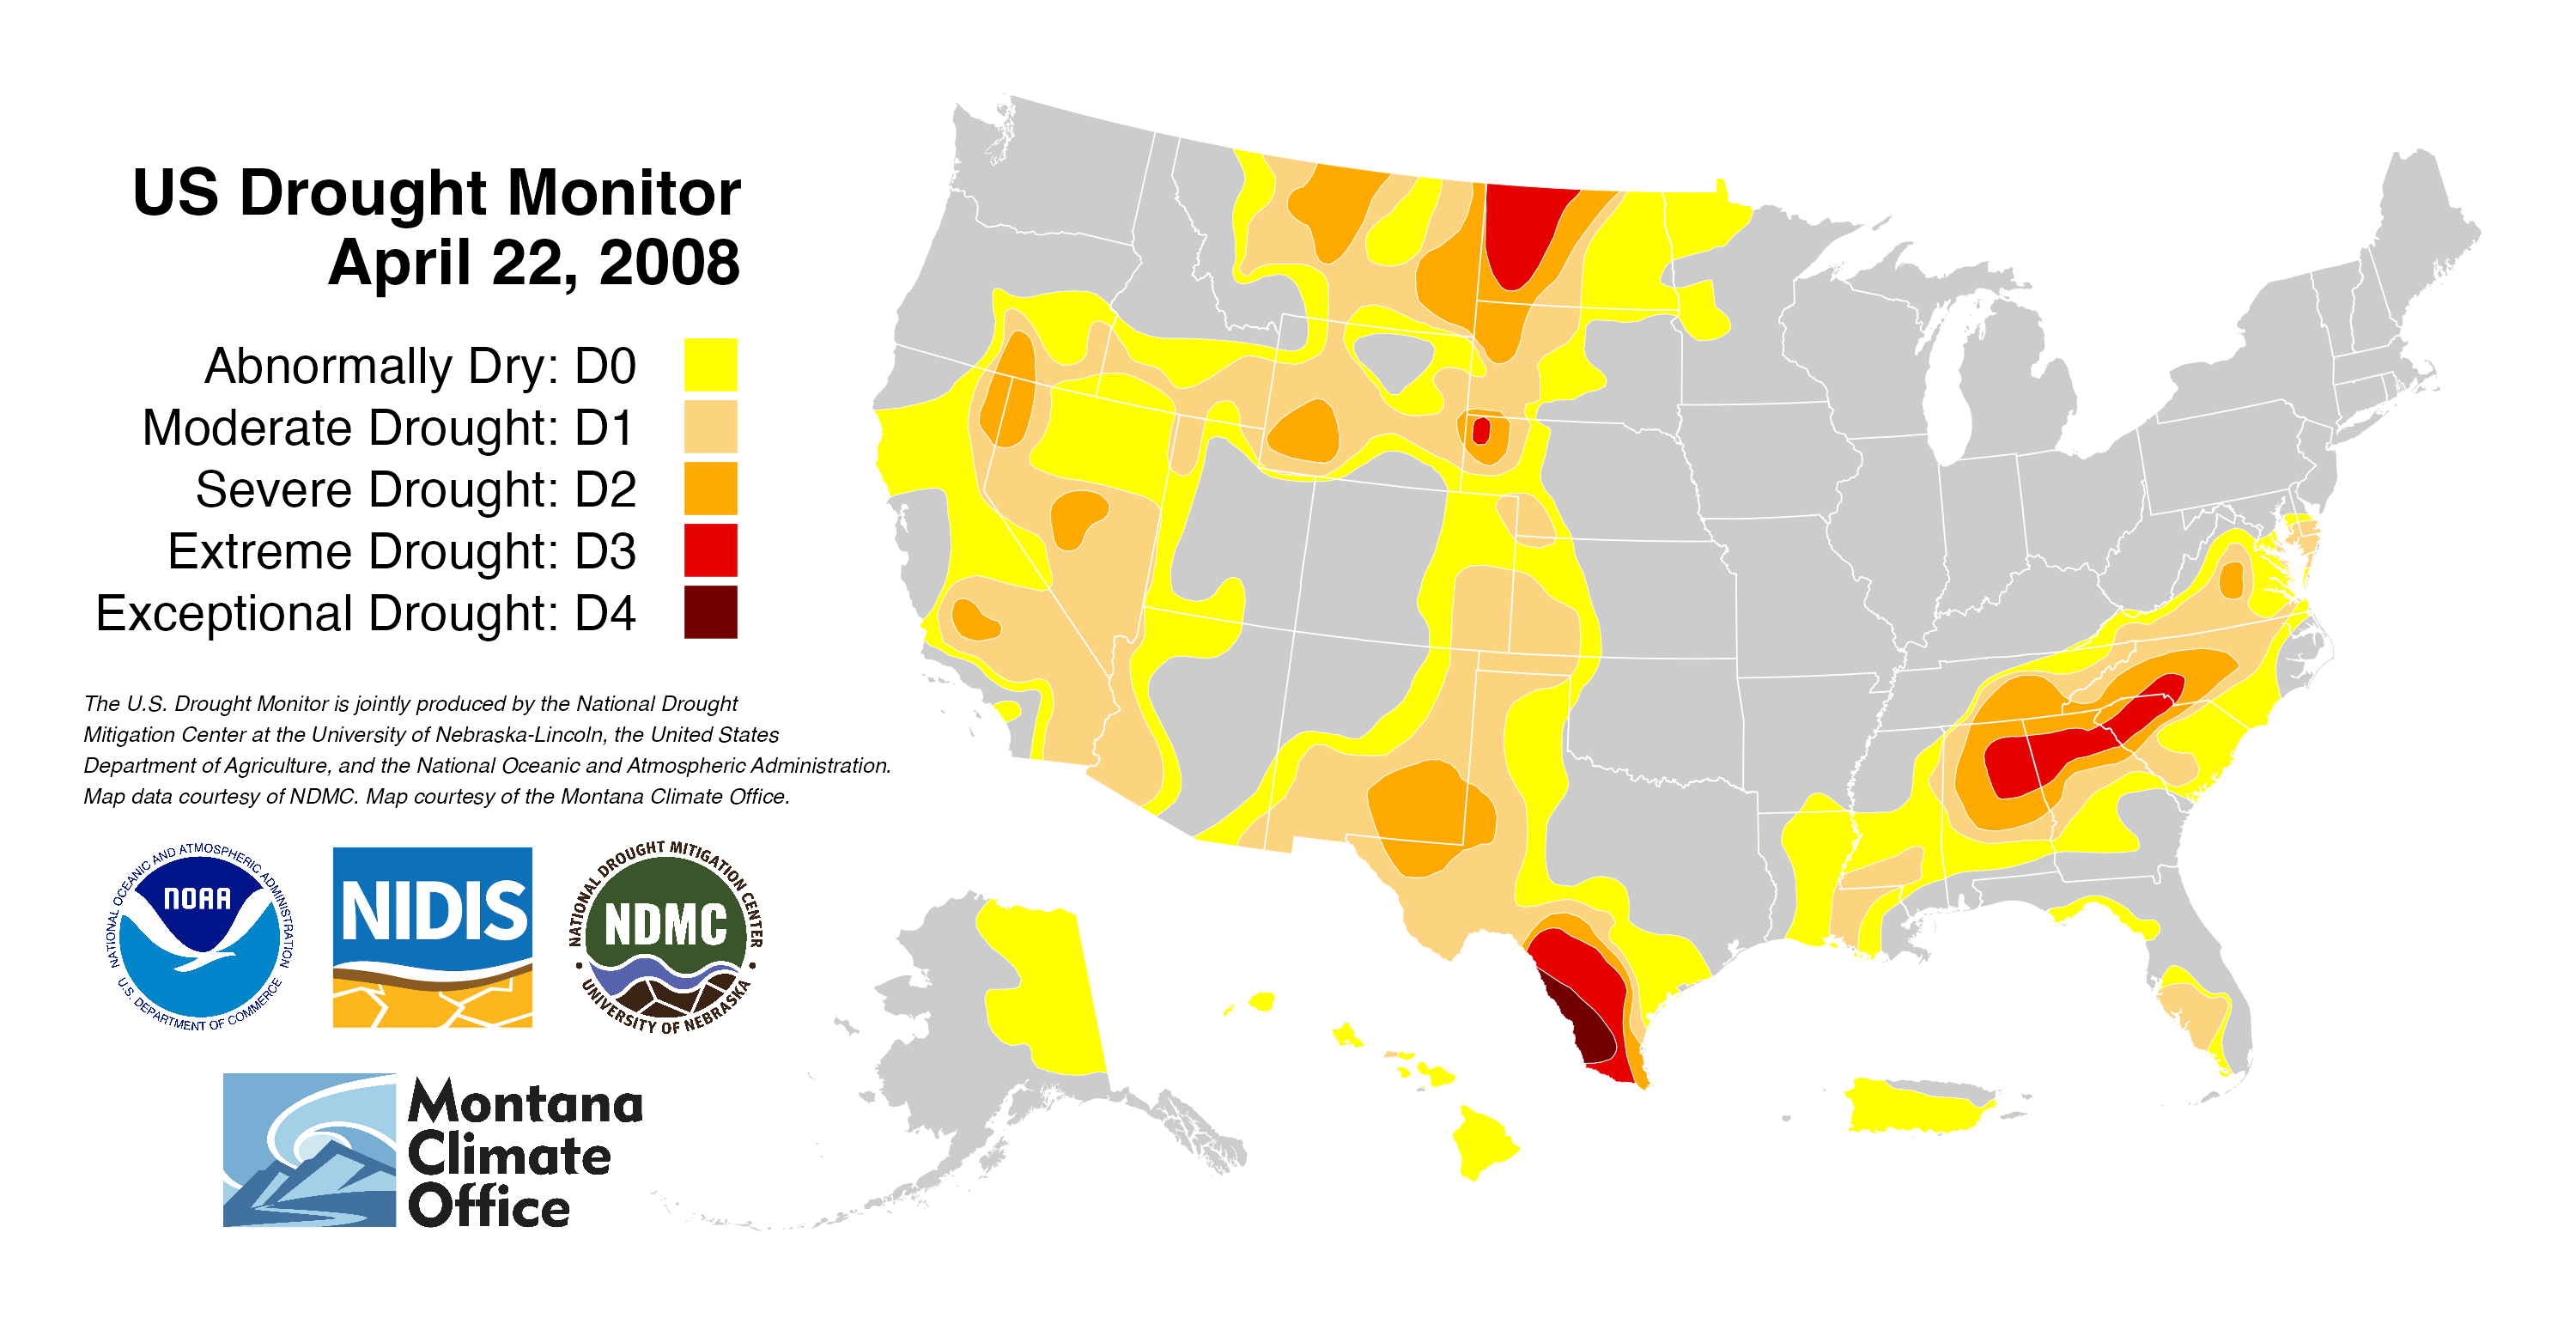 US Drought Monitor
April 22, 2008
Abnormally Dry: D0
Moderate Drought: D1
Severe Drought: D2
Extreme Drought: D3
Exceptional Drought: D4
The U.S. Drought Monitor is jointly produced by the National Drought
Mitigation Center at the University of Nebraska-Lincoln, the United States
Department of Agriculture, and the National Oceanic and Atmospheric Administration.
Map data courtesy of NDMC. Map courtesy of the Montana Climate Office.
NATIONAL OCEANIC AND ATMOSPHERIC ADMINISTRATION
NOAA
U.S. DEPARTMENT OF COMMERCE
NIDIS
NATIONAL DROUGHT MITIGATION CENTER
NDMC
UNIVERSITY OF NEBRASKA
Montana
Climate
Office